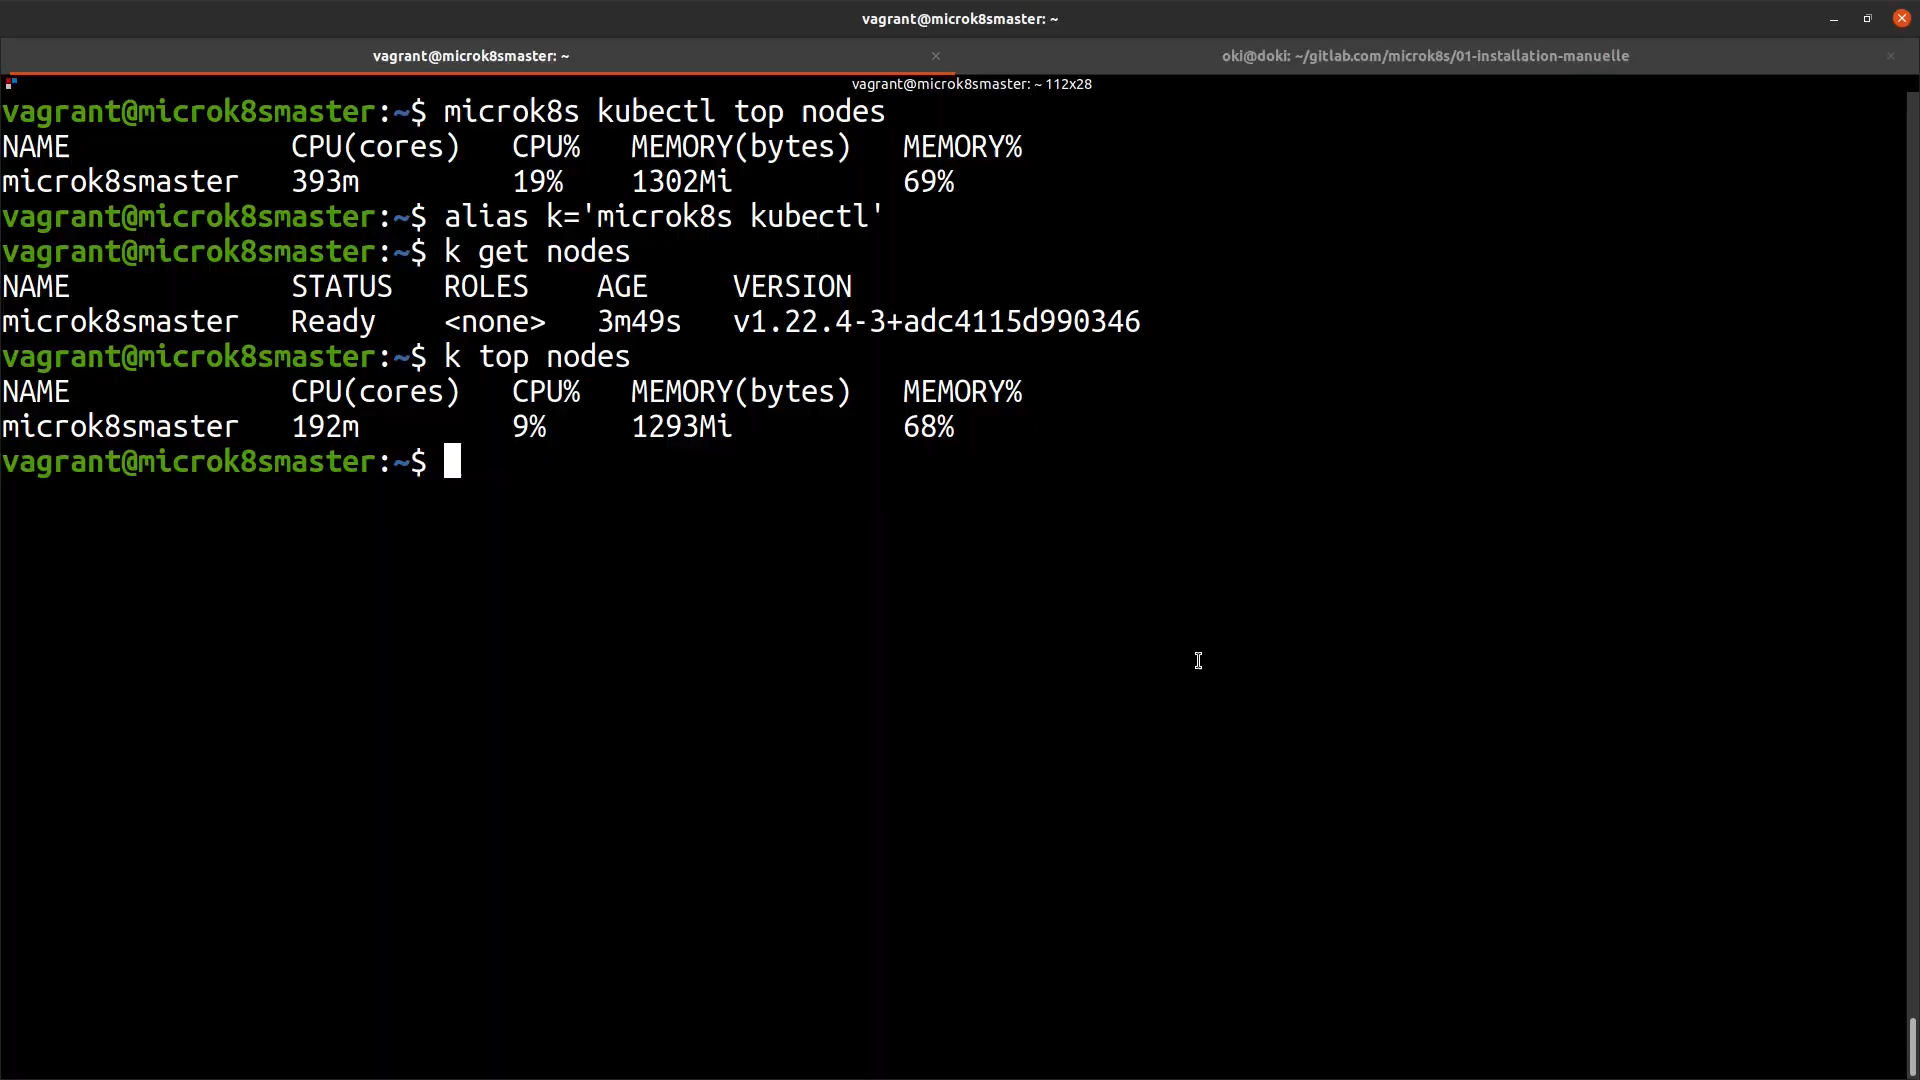 vagrant@microk8smaster: ~
vagrant@microk8smaster: ~ × oki@doki: ~/gitlab.com/microk8s/01-installation-manuelle ×
vagrant@microk8smaster: ~ 112x28
vagrant@microk8smaster:~$ microk8s kubectl top nodes
NAME             CPU(cores)   CPU%   MEMORY(bytes)   MEMORY%
microk8smaster   393m         19%    1302Mi          69%
vagrant@microk8smaster:~$ alias k='microk8s kubectl'
vagrant@microk8smaster:~$ k get nodes
NAME             STATUS   ROLES    AGE     VERSION
microk8smaster   Ready    <none>   3m49s   v1.22.4-3+adc4115d990346
vagrant@microk8smaster:~$ k top nodes
NAME             CPU(cores)   CPU%   MEMORY(bytes)   MEMORY%
microk8smaster   192m         9%     1293Mi          68%
vagrant@microk8smaster:~$